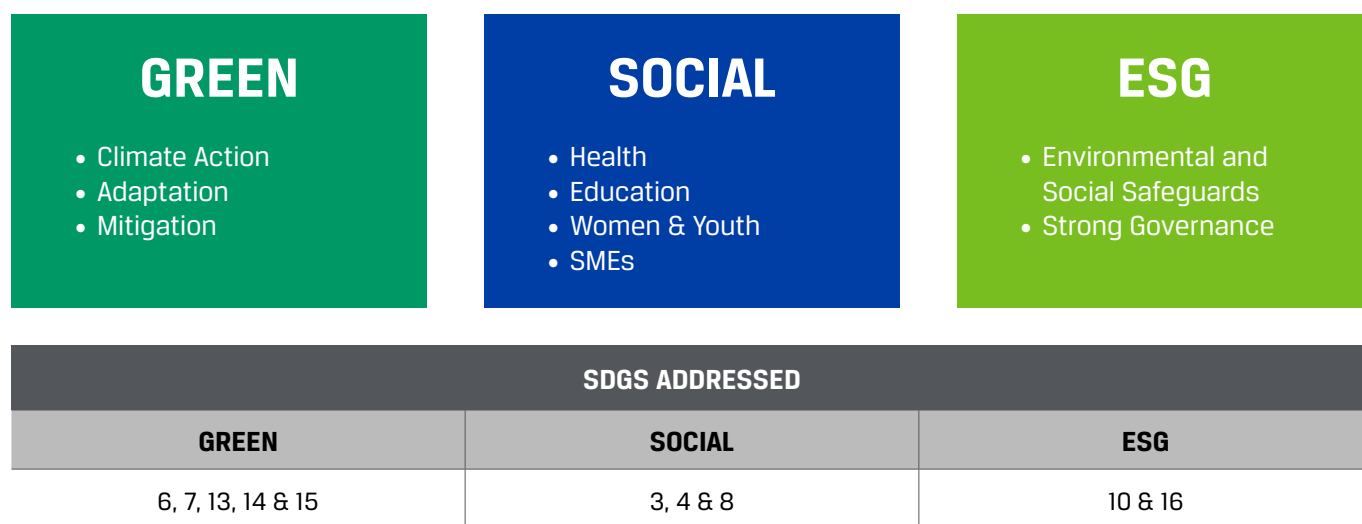 GREEN
• Climate Action
• Adaptation
• Mitigation
SOCIAL
• Health
• Education
• Women & Youth
• SMEs
ESG
• Environmental and
Social Safeguards
• Strong Governance
SDGS ADDRESSED
GREEN
SOCIAL
ESG
6, 7, 13, 14 & 15
3, 4 & 8
10 & 16